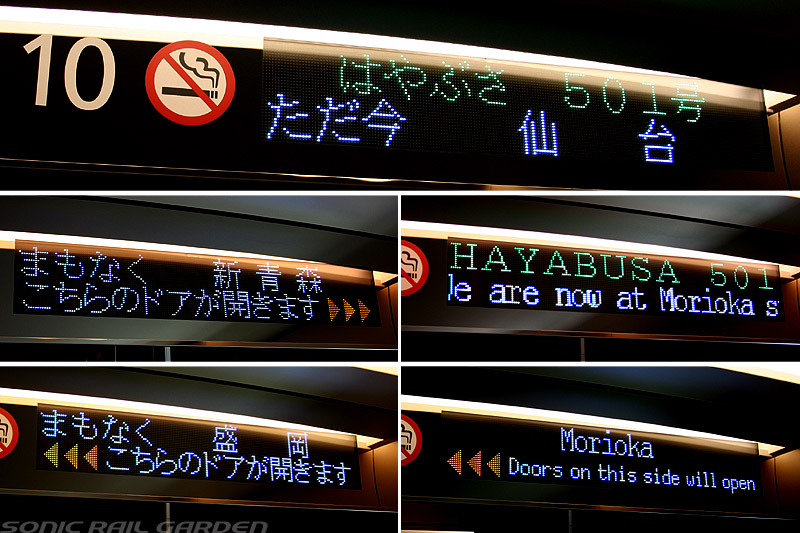 10
はやぶさ 501号
ただ今 仙台
まもなく 新青森
こちらのドアが開きます
HAYABUSA 501
e are now at Morioka s
まもなく 盛岡
こちらのドアが開きます
Morioka
Doors on this side will open
SONIC RAIL GARDEN